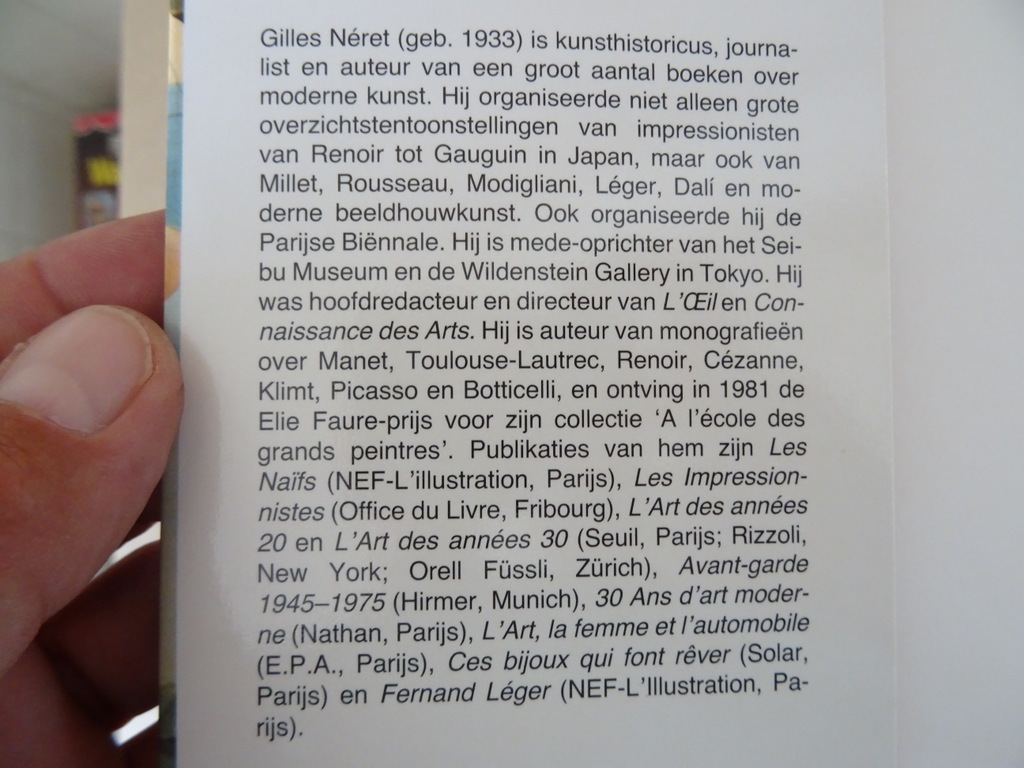 Gilles Néret (geb. 1933) is kunsthistoricus, journa-
list en auteur van een groot aantal boeken over
moderne kunst. Hij organiseerde niet alleen grote
overzichtstentoonstellingen van impressionisten
van Renoir tot Gauguin in Japan, maar ook van
Millet, Rousseau, Modigliani, Léger, Dalí en mo-
derne beeldhouwkunst. Ook organiseerde hij de
Parijse Biënnale. Hij is mede-oprichter van het Sei-
bu Museum en de Wildenstein Gallery in Tokyo. Hij
was hoofdredacteur en directeur van L'Œil en Con-
naissance des Arts. Hij is auteur van monografieën
over Manet, Toulouse-Lautrec, Renoir, Cézanne,
Klimt, Picasso en Botticelli, en ontving in 1981 de
Elie Faure-prijs voor zijn collectie ‘A l'école des
grands peintres’. Publikaties van hem zijn Les
Naïfs (NEF-L'illustration, Parijs), Les Impression-
nistes (Office du Livre, Fribourg), L'Art des années
20 en L'Art des années 30 (Seuil, Parijs; Rizzoli,
New York; Orell Füssli, Zürich), Avant-garde
1945–1975 (Hirmer, Munich), 30 Ans d'art moder-
ne (Nathan, Parijs), L'Art, la femme et l'automobile
(E.P.A., Parijs), Ces bijoux qui font rêver (Solar,
Parijs) en Fernand Léger (NEF-L'Illustration, Pa-
rijs).